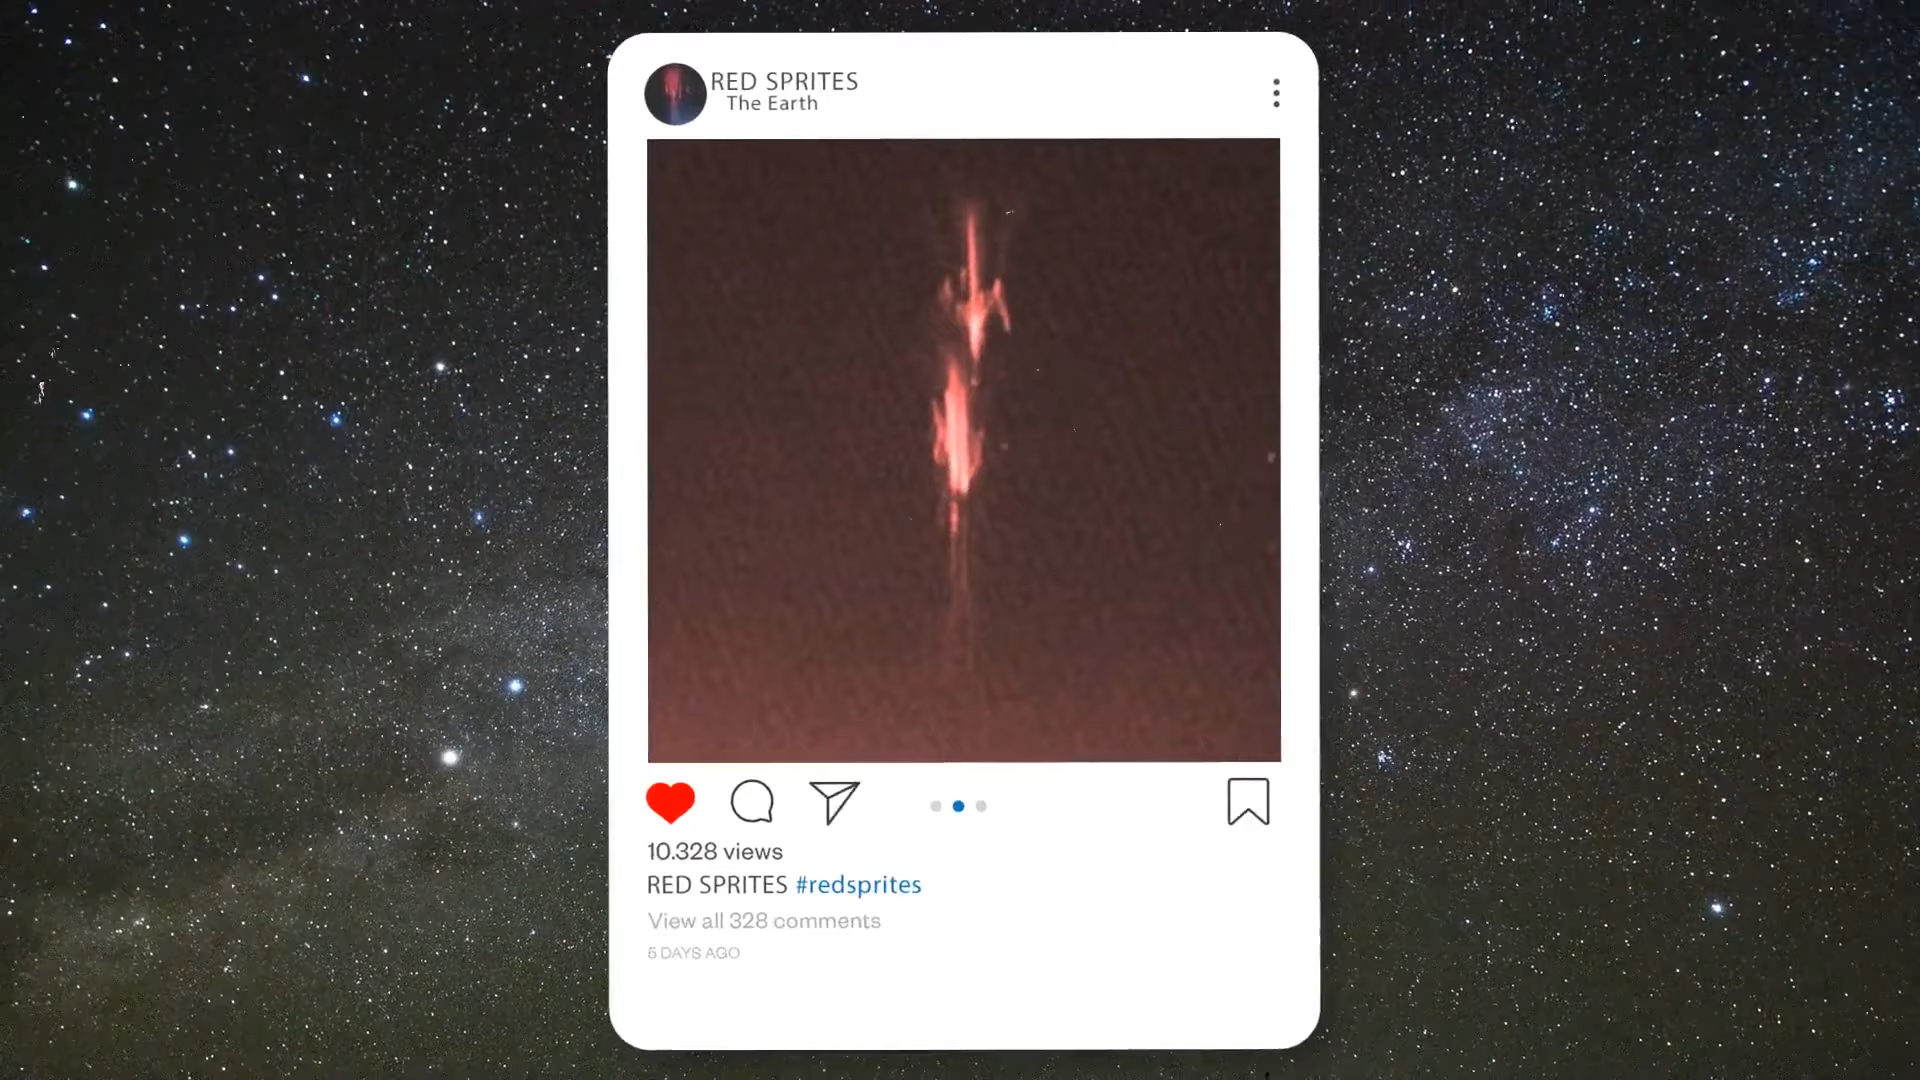 RED SPRITES
The Earth
10.328 views
RED SPRITES #redsprites
View all 328 comments
5 DAYS AGO